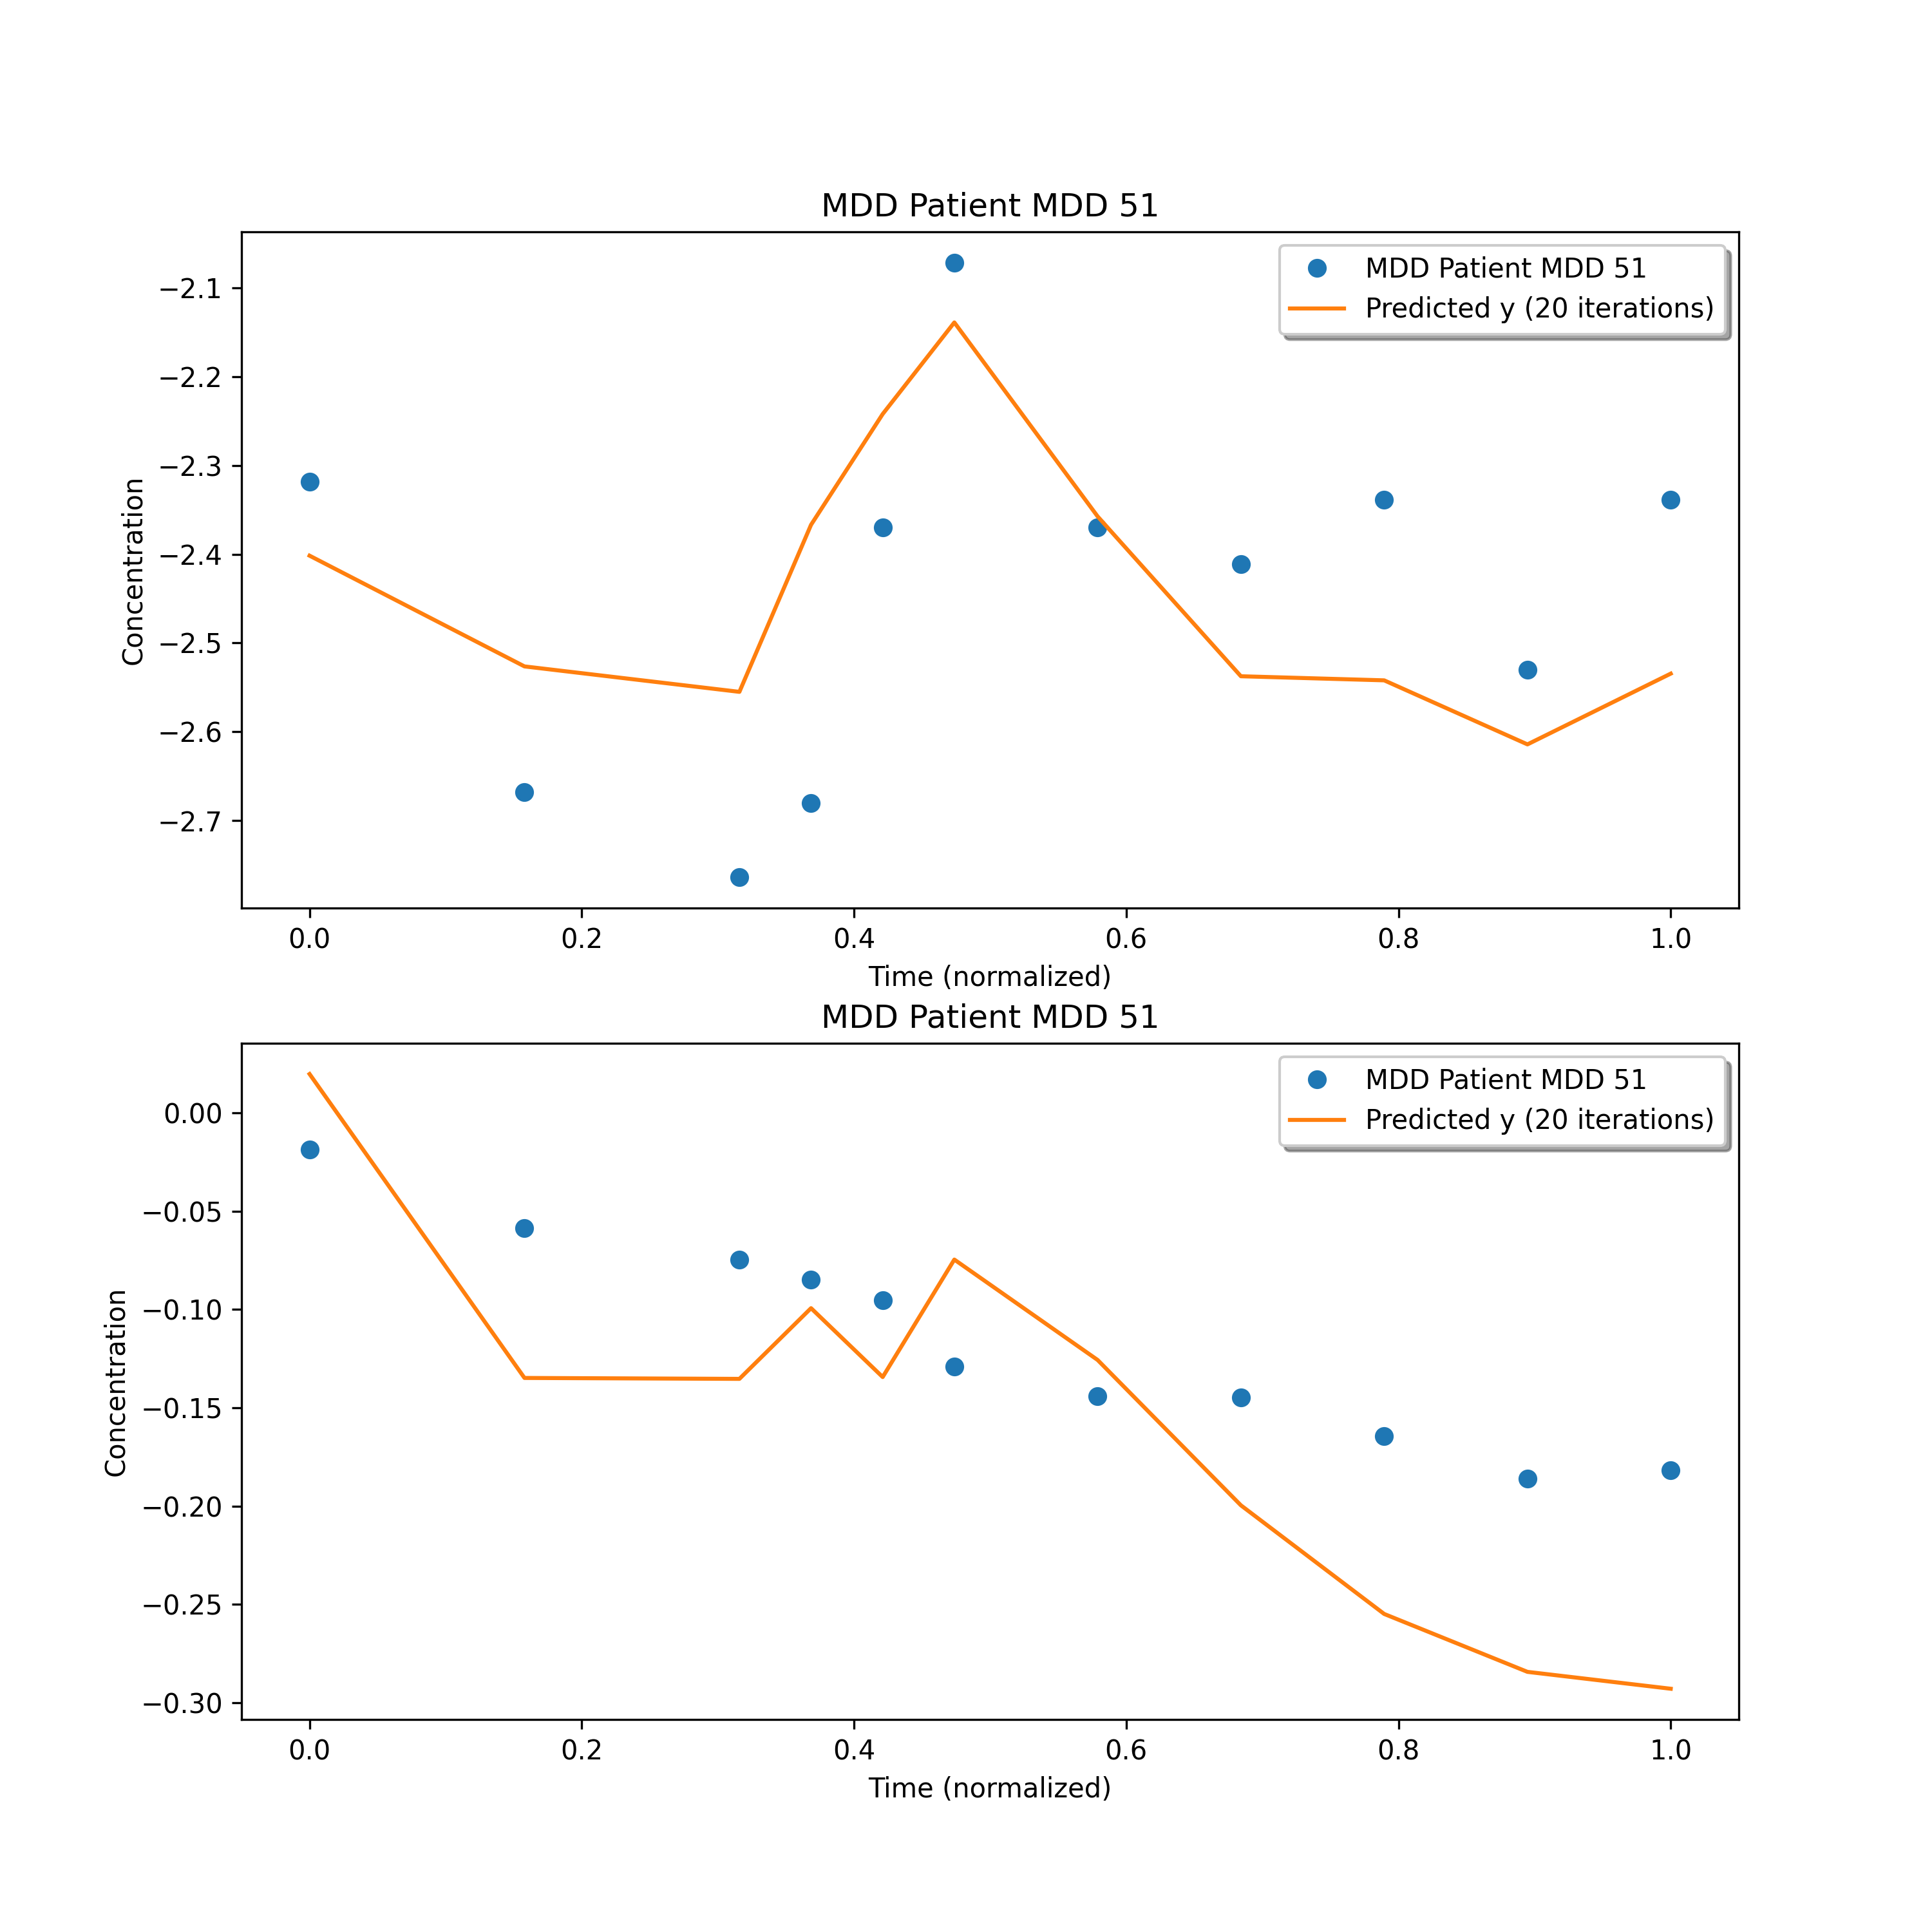 MDD Patient MDD 51
MDD Patient MDD 51
Predicted y (20 iterations)
−2.1
−2.2
−2.3
−2.4
−2.5
−2.6
−2.7
Concentration
0.0 0.2 0.4 0.6 0.8 1.0
Time (normalized)
MDD Patient MDD 51
MDD Patient MDD 51
Predicted y (20 iterations)
0.00
−0.05
−0.10
−0.15
−0.20
−0.25
−0.30
Concentration
0.0 0.2 0.4 0.6 0.8 1.0
Time (normalized)